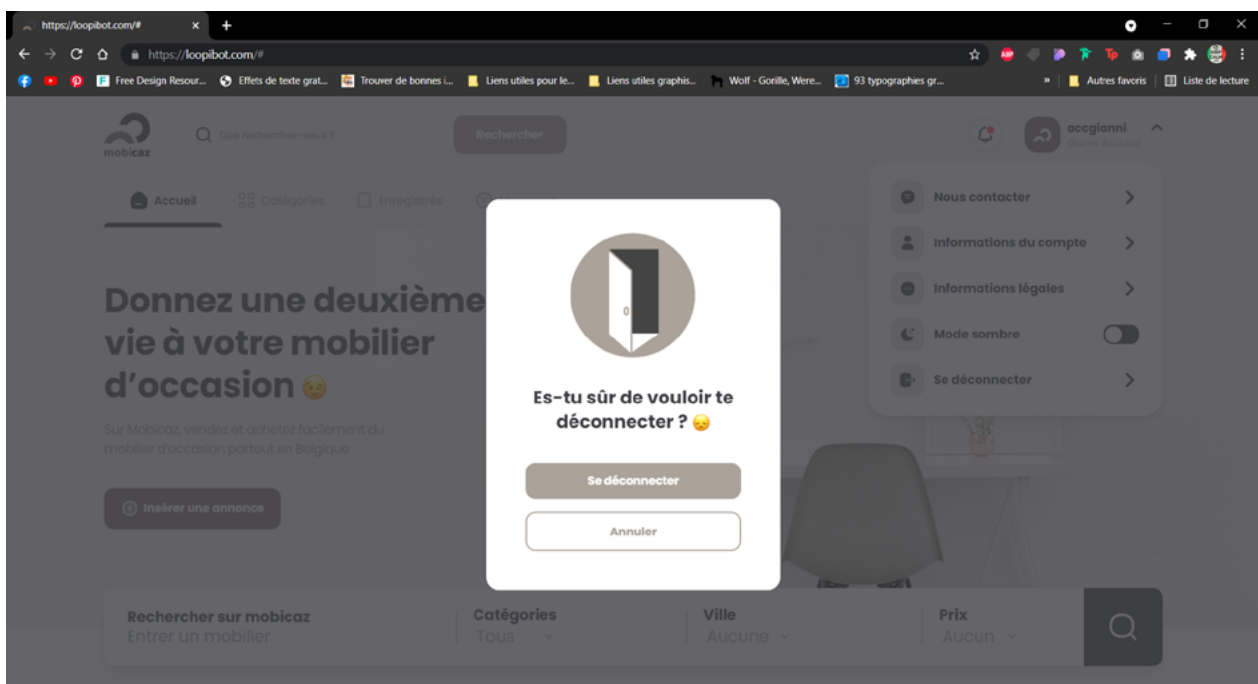 https://loopibot.com/#
https://loopibot.com/#
Free Design Resour...
Effets de texte grat...
Trouver de bonnes i...
Liens utiles pour le...
Liens utiles graphis...
Wolf - Gorille, Were...
93 typographies gr...
»
Autres favoris
Liste de lecture
mobicaz
Que recherchez-vous ?
Rechercher
accgianni
Accueil
Catégories
Enregistrés
Nous contacter
Informations du compte
Informations légales
Mode sombre
Se déconnecter
Donnez une deuxième
vie à votre mobilier
d'occasion
Sur Mobicaz, vendez et achetez facilement du
mobilier d'occasion partout en Belgique
Insérer une annonce
Es-tu sûr de vouloir te
déconnecter ? 😞
Se déconnecter
Annuler
Rechercher sur mobicaz
Entrer un mobilier
Catégories
Tous
Ville
Aucune
Prix
Aucun